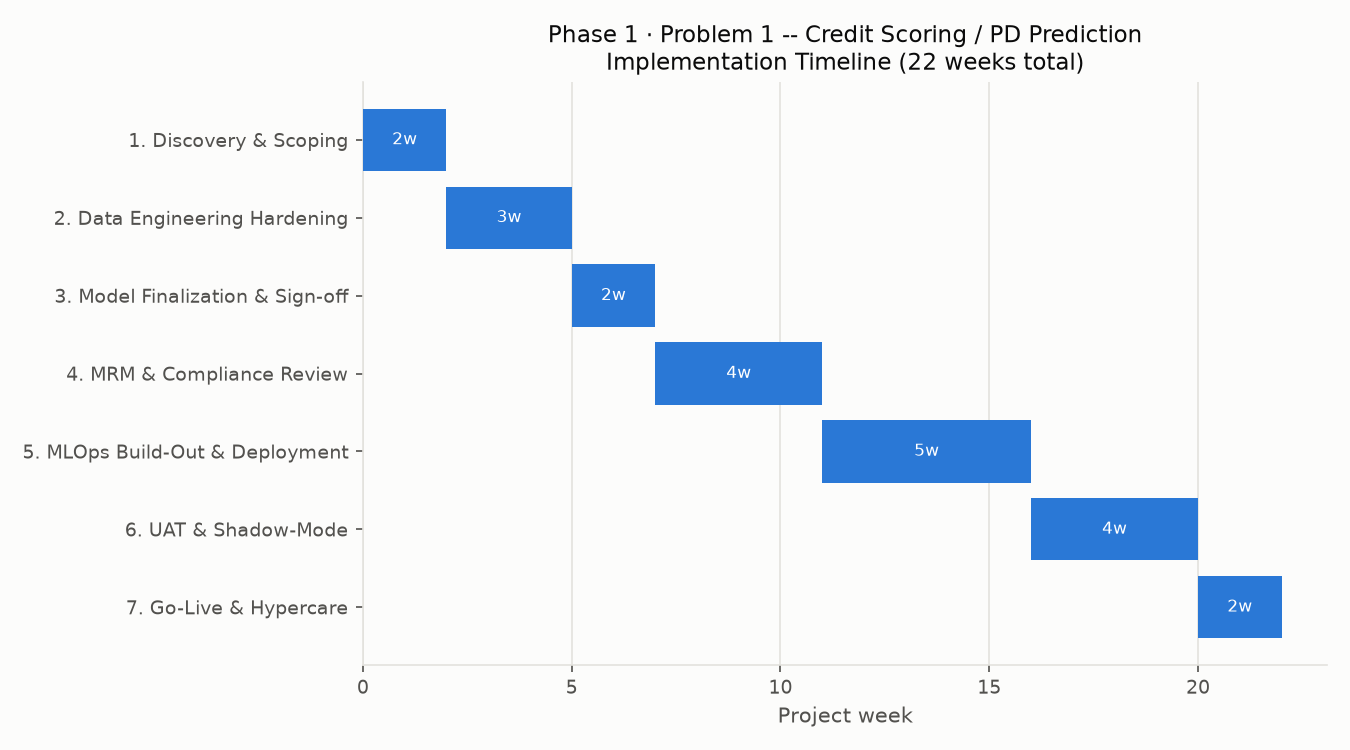 Phase 1 · Problem 1 -- Credit Scoring / PD Prediction
Implementation Timeline (22 weeks total)
1. Discovery & Scoping
2w
2. Data Engineering Hardening
3w
3. Model Finalization & Sign-off
2w
4. MRM & Compliance Review
4w
5. MLOps Build-Out & Deployment
5w
6. UAT & Shadow-Mode
4w
7. Go-Live & Hypercare
2w
0 5 10 15 20
Project week